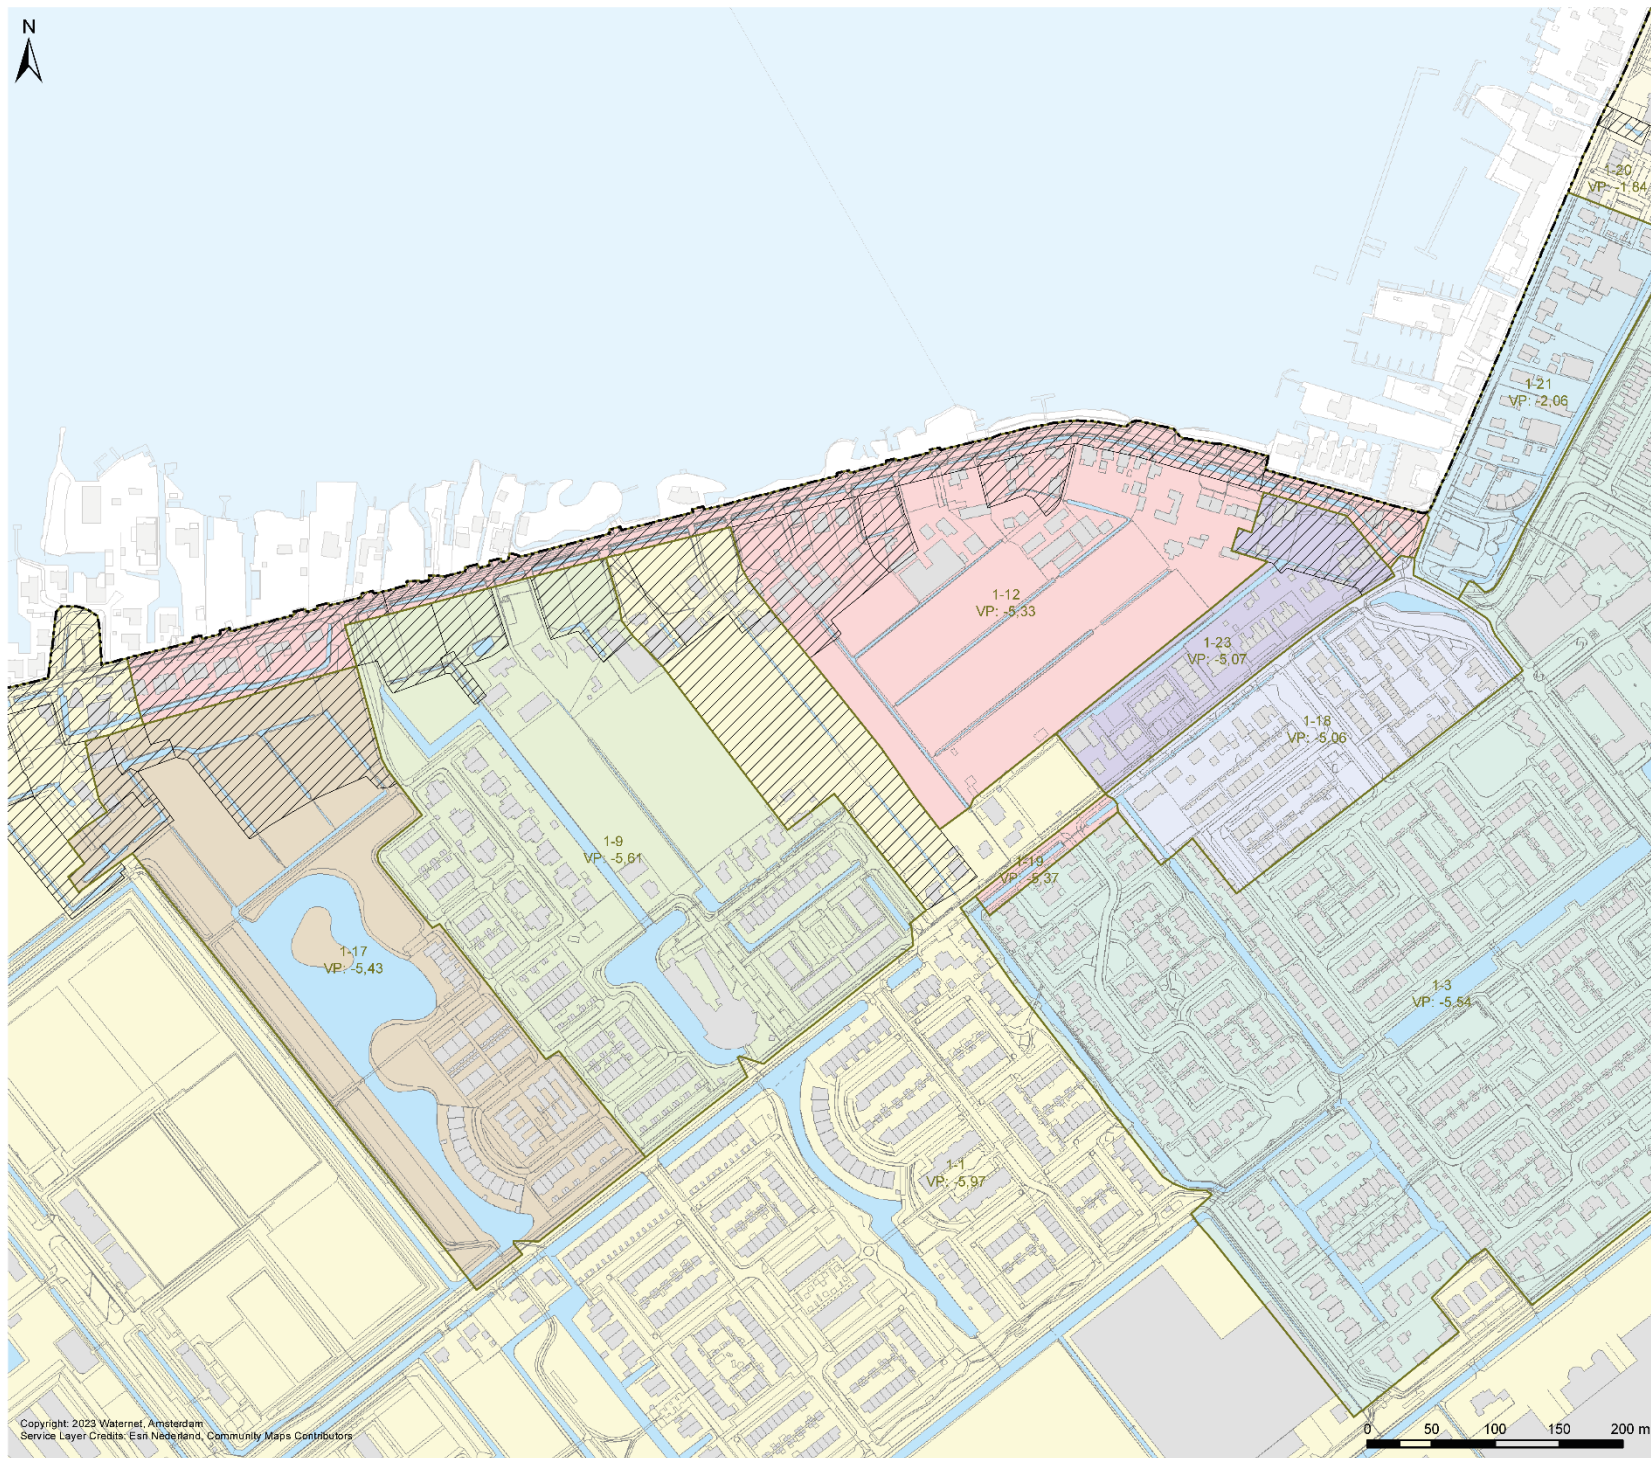 N
1-20
VP: -1,84
1-21
VP: -2,06
1-12
VP: -5,33
1-23
VP: -5,07
1-18
VP: -5,06
1-9
VP: -5,61
1-19
VP: -5,37
1-17
VP: -5,43
1-3
VP: -5,54
1-1
VP: -5,97
Copyright: 2023 Waternet, Amsterdam
Service Layer Credits: Esri Nederland, Community Maps Contributors
0 50 100 150 200 m